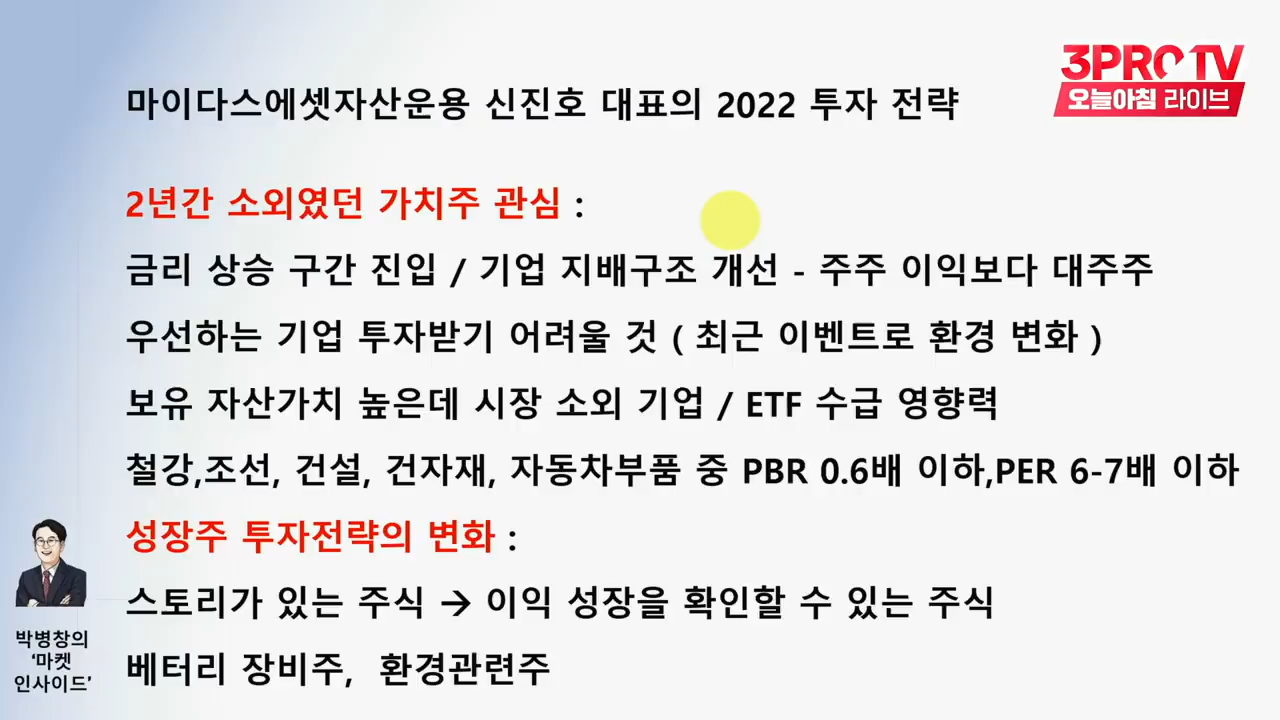 3PRO TV
오늘아침 라이브
마이다스에셋자산운용 신진호 대표의 2022 투자 전략
2년간 소외였던 가치주 관심 :
금리 상승 구간 진입 / 기업 지배구조 개선 - 주주 이익보다 대주주
우선하는 기업 투자받기 어려울 것 ( 최근 이벤트로 환경 변화 )
보유 자산가치 높은데 시장 소외 기업 / ETF 수급 영향력
철강,조선, 건설, 건자재, 자동차부품 중 PBR 0.6배 이하,PER 6-7배 이하
성장주 투자전략의 변화 :
스토리가 있는 주식 → 이익 성장을 확인할 수 있는 주식
베터리 장비주, 환경관련주
박병창의
‘마켓
인사이드’